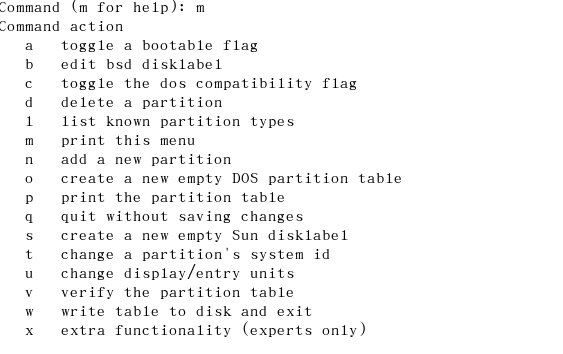 Command (m for help): m
Command action
a toggle a bootable flag
b edit bsd disklabel
c toggle the dos compatibility flag
d delete a partition
l list known partition types
m print this menu
n add a new partition
o create a new empty DOS partition table
p print the partition table
q quit without saving changes
s create a new empty Sun disklabel
t change a partition's system id
u change display/entry units
v verify the partition table
w write table to disk and exit
x extra functionality (experts only)